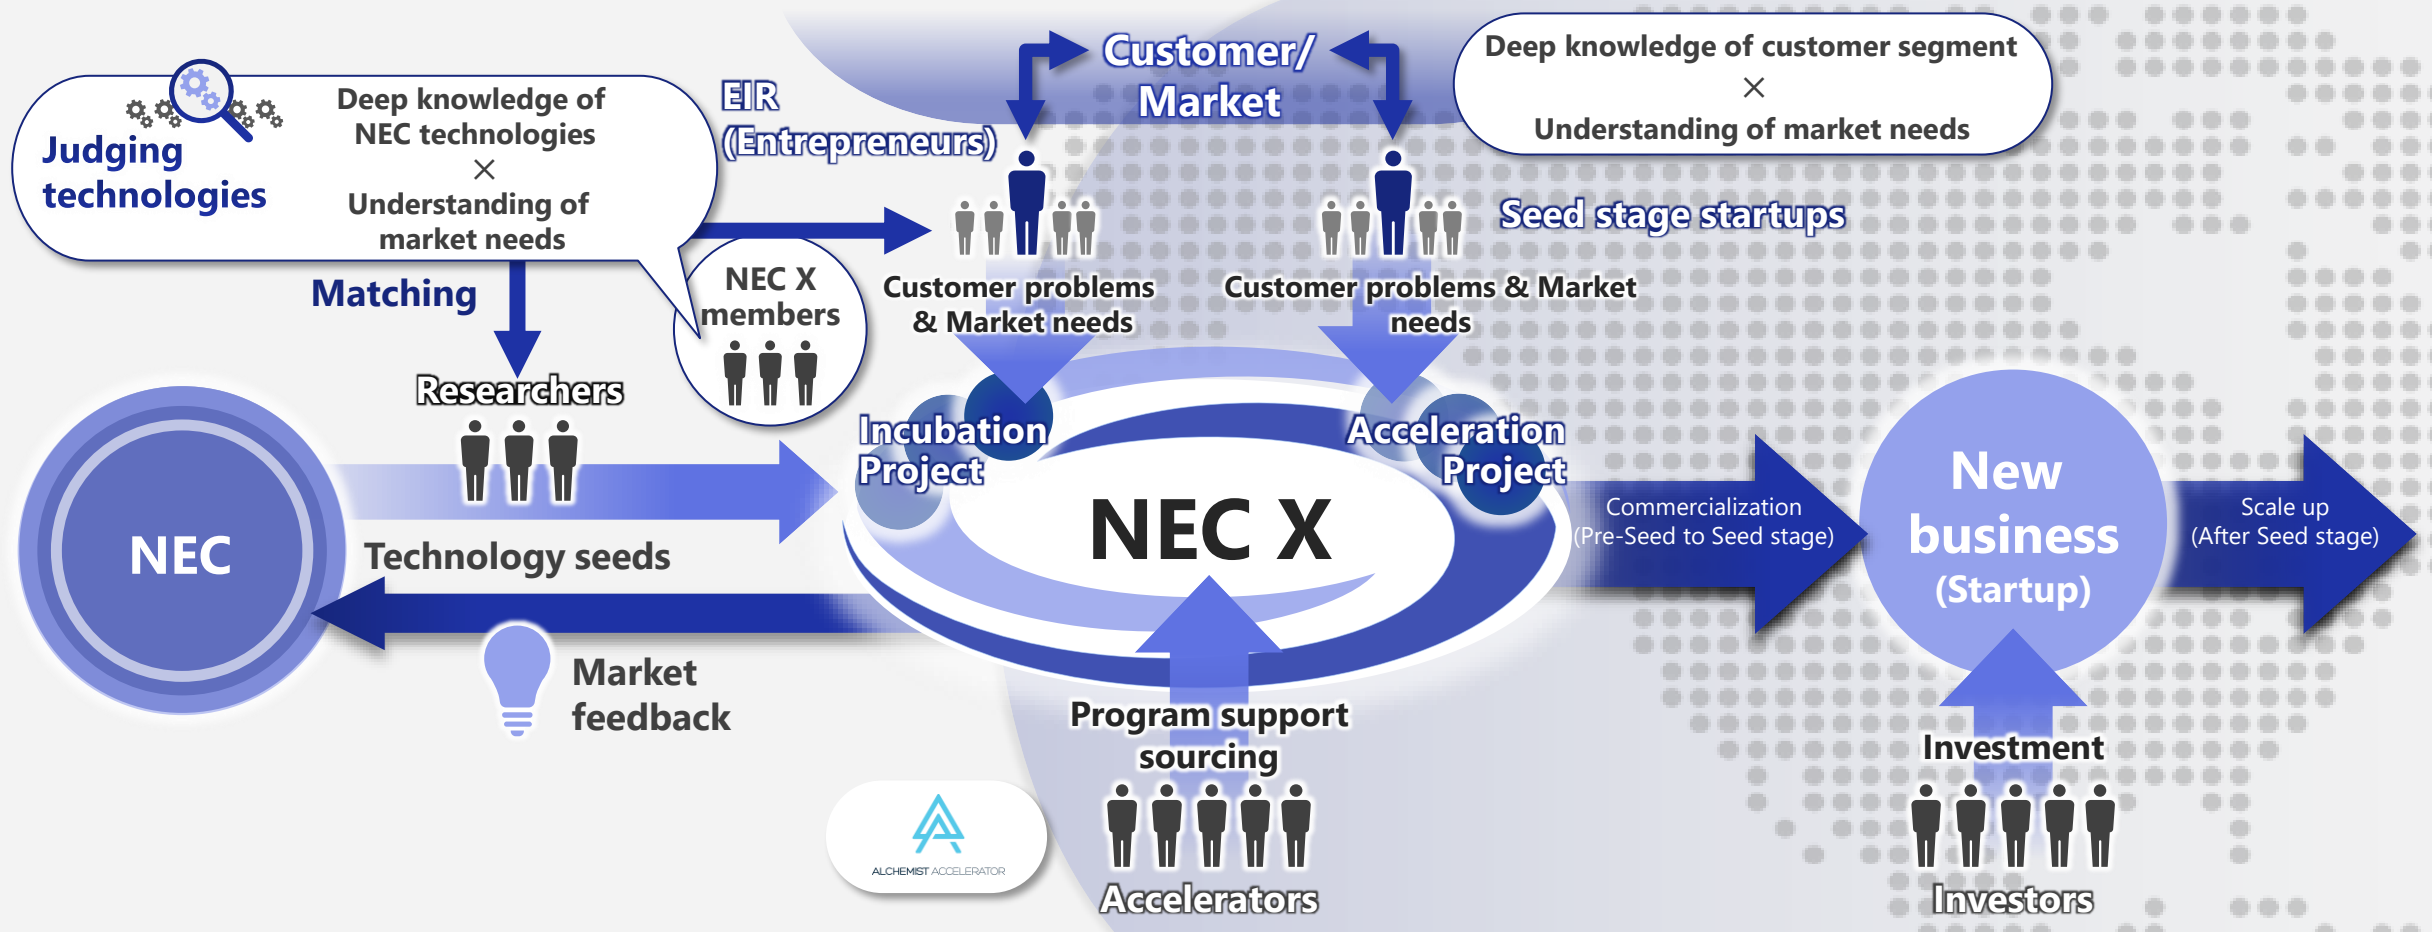 Judging
technologies
Deep knowledge of
NEC technologies
×
Understanding of
market needs
EIR
(Entrepreneurs)
Customer/
Market
Deep knowledge of customer segment
×
Understanding of market needs
Seed stage startups
Matching
NEC X
members
Customer problems
& Market needs
Customer problems & Market
needs
Researchers
Incubation
Project
Acceleration
Project
NEC
Technology seeds
NEC X
Commercialization
(Pre-Seed to Seed stage)
New
business
(Startup)
Scale up
(After Seed stage)
Market
feedback
Program support
sourcing
Investment
ALCHEMIST ACCELERATOR
Accelerators
Investors